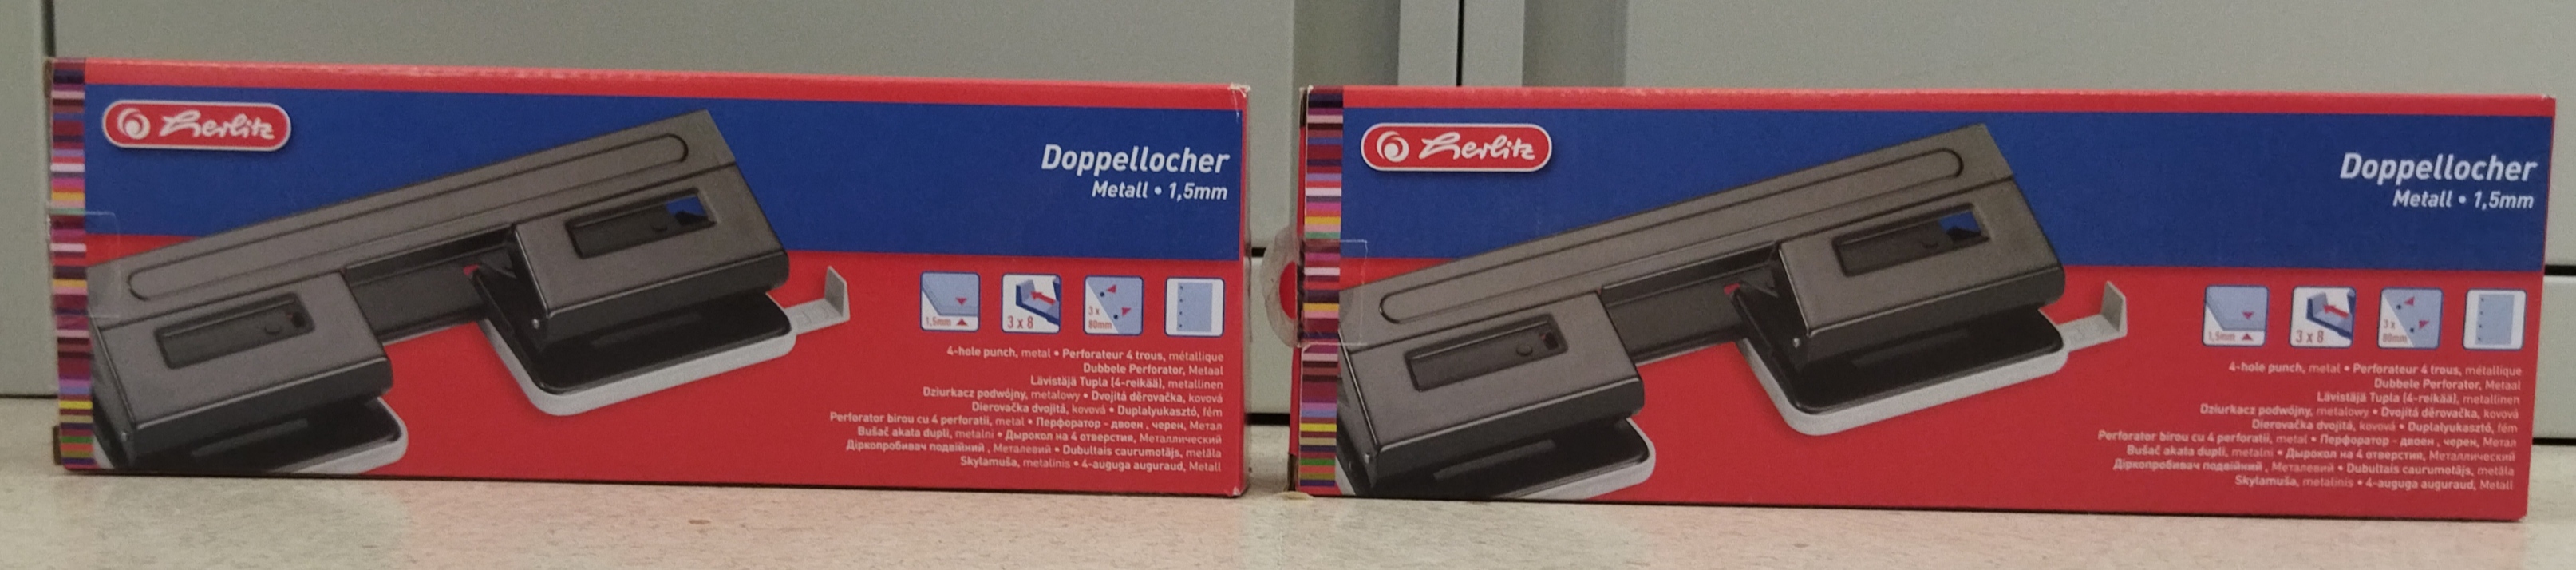 Herlitz
Doppellocher
Metall • 1,5mm
1,5mm
3 x 8
3 x
80mm
4-hole punch, metal • Perforateur 4 trous, métallique
Dubbele Perforator, Metaal
Lävistäjä Tupla (4-reikää), metallinen
Dziurkacz podwójny, metalowy • Dvojitá děrovačka, kovová
Dierovačka dvojitá, kovová • Duplalyukasztó, fém
Perforator birou cu 4 perforatii, metal • Перфоратор - двоен , черен, Метал
Bušač akata dupli, metalni • Дырокол на 4 отверстия, Металлический
Діркопробивач подвійний , Металевий • Dubultais caurumotājs, metāla
Skylamuša, metalinis • 4-auguga auguraud, Metall
Herlitz
Doppellocher
Metall • 1,5mm
1,5mm
3 x 8
3 x
80mm
4-hole punch, metal • Perforateur 4 trous, métallique
Dubbele Perforator, Metaal
Lävistäjä Tupla (4-reikää), metallinen
Dziurkacz podwójny, metalowy • Dvojitá děrovačka, kovová
Dierovačka dvojitá, kovová • Duplalyukasztó, fém
Perforator birou cu 4 perforatii, metal • Перфоратор - двоен , черен, Метал
Bušač akata dupli, metalni • Дырокол на 4 отверстия, Металлический
Діркопробивач подвійний , Металевий • Dubultais caurumotājs, metāla
Skylamuša, metalinis • 4-auguga auguraud, Metall